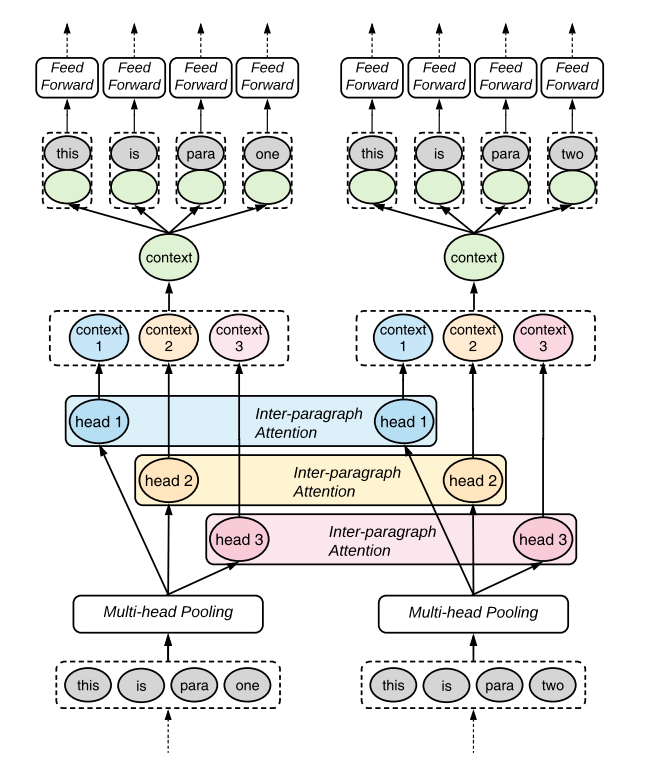 Feed Forward
Feed Forward
Feed Forward
Feed Forward
Feed Forward
Feed Forward
Feed Forward
Feed Forward
this is para one this is para two
context context
context 1 context 2 context 3 context 1 context 2 context 3
head 1 Inter-paragraph Attention head 1
head 2 Inter-paragraph Attention head 2
head 3 Inter-paragraph Attention head 3
Multi-head Pooling Multi-head Pooling
this is para one this is para two